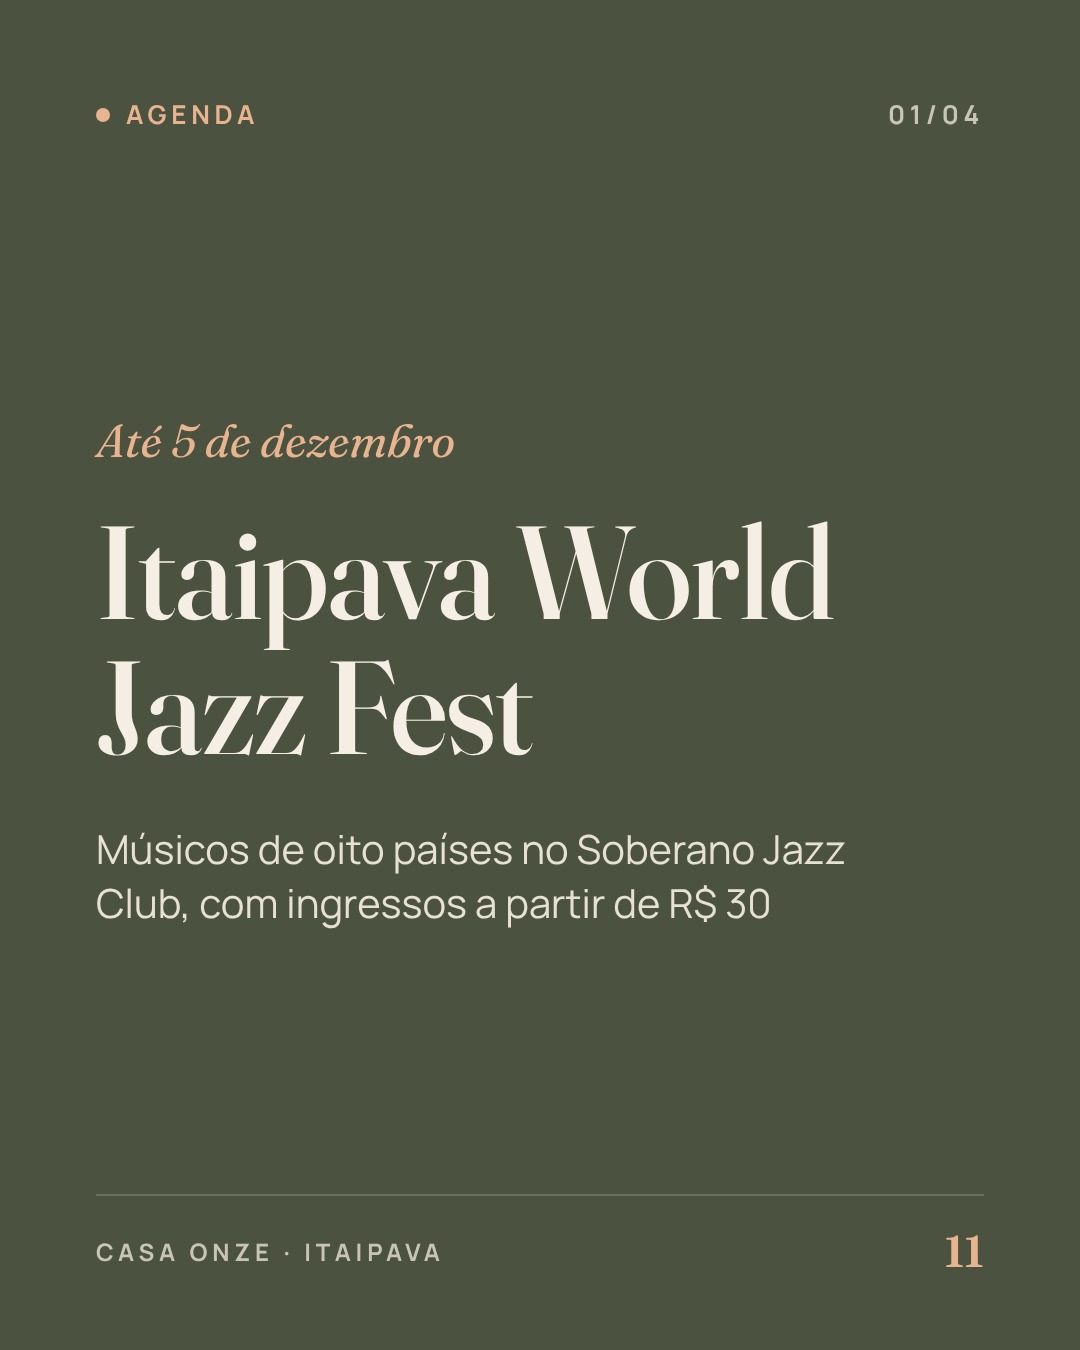 AGENDA
01/04
Até 5 de dezembro
Itaipava World
Jazz Fest
Músicos de oito países no Soberano Jazz
Club, com ingressos a partir de R$ 30
CASA ONZE · ITAIPAVA
11